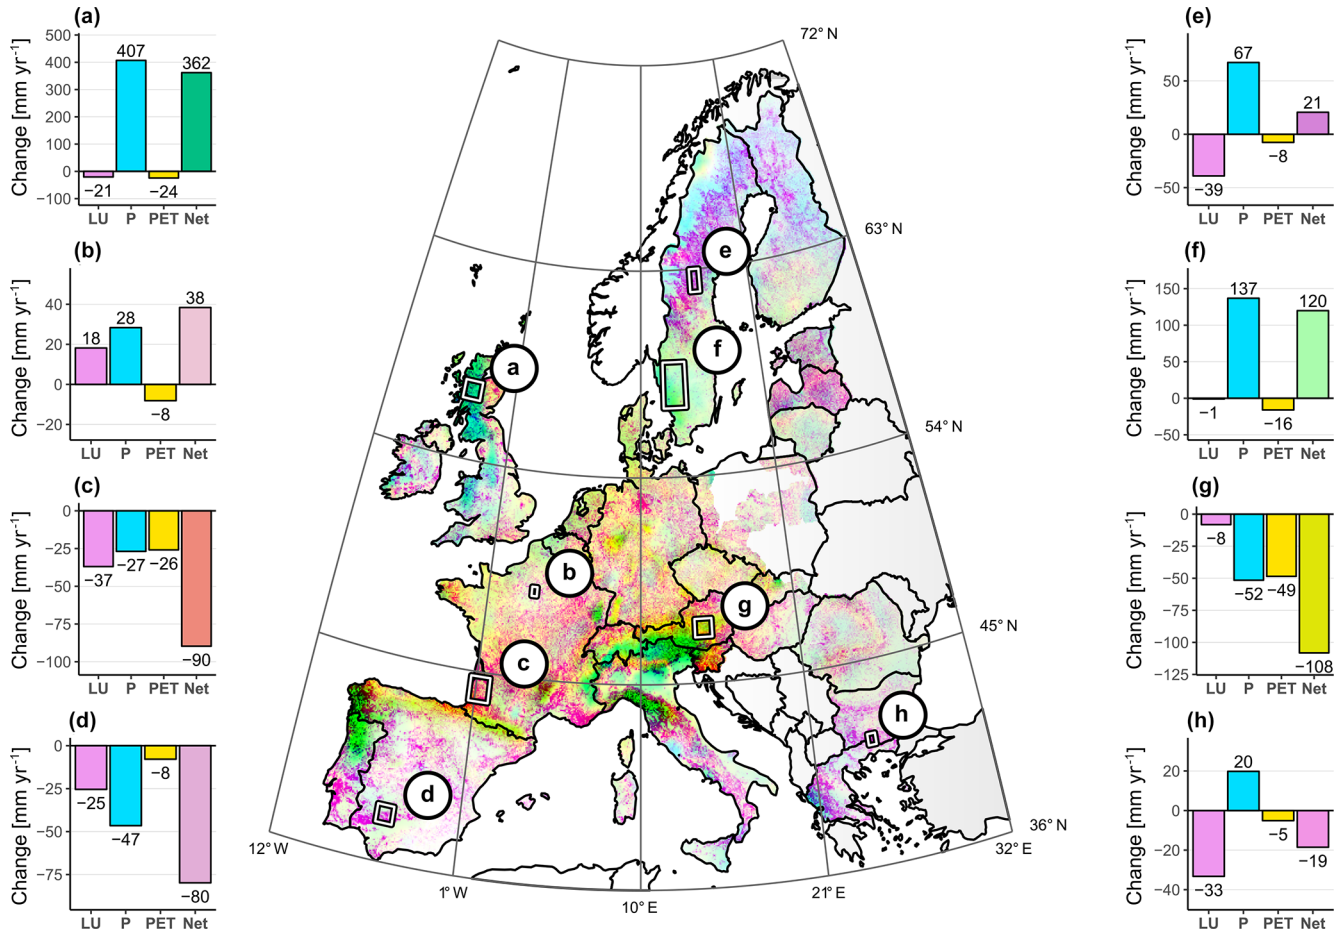 (a)
Change [mm yr⁻¹]
500
400
300
200
100
0
−100
−21
407
−24
362
LU P PET Net
(b)
Change [mm yr⁻¹]
40
20
0
−20
18
28
−8
38
LU P PET Net
(c)
Change [mm yr⁻¹]
0
−25
−50
−75
−100
−37
−27
−26
−90
LU P PET Net
(d)
Change [mm yr⁻¹]
0
−25
−50
−75
−25
−47
−8
−80
LU P PET Net
72° N
63° N
54° N
45° N
36° N
12° W
1° W
10° E
21° E
32° E
a
b
c
d
e
f
g
h
(e)
Change [mm yr⁻¹]
50
0
−50
−39
67
−8
21
LU P PET Net
(f)
Change [mm yr⁻¹]
150
100
50
0
−50
−1
137
−16
120
LU P PET Net
(g)
Change [mm yr⁻¹]
0
−25
−50
−75
−100
−125
−8
−52
−49
−108
LU P PET Net
(h)
Change [mm yr⁻¹]
20
0
−20
−40
−33
20
−5
−19
LU P PET Net